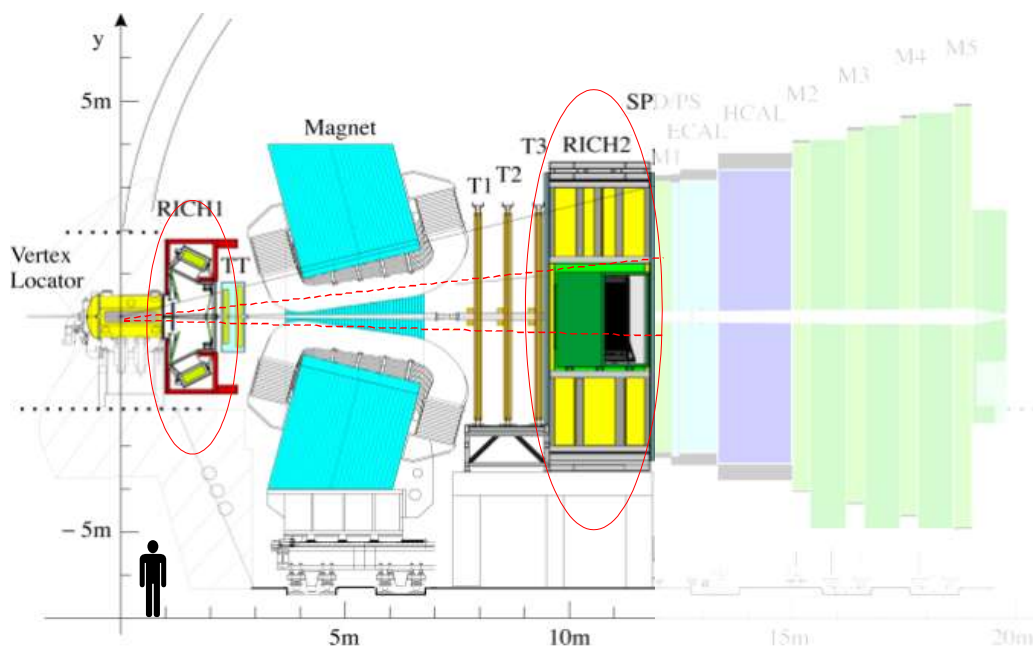 y
5m
Magnet
RICH1
Vertex
Locator
TT
T1
T2
T3
RICH2
SPD/PS
M1
ECAL
HCAL
M2
M3
M4
M5
−5m
5m
10m
15m
20m